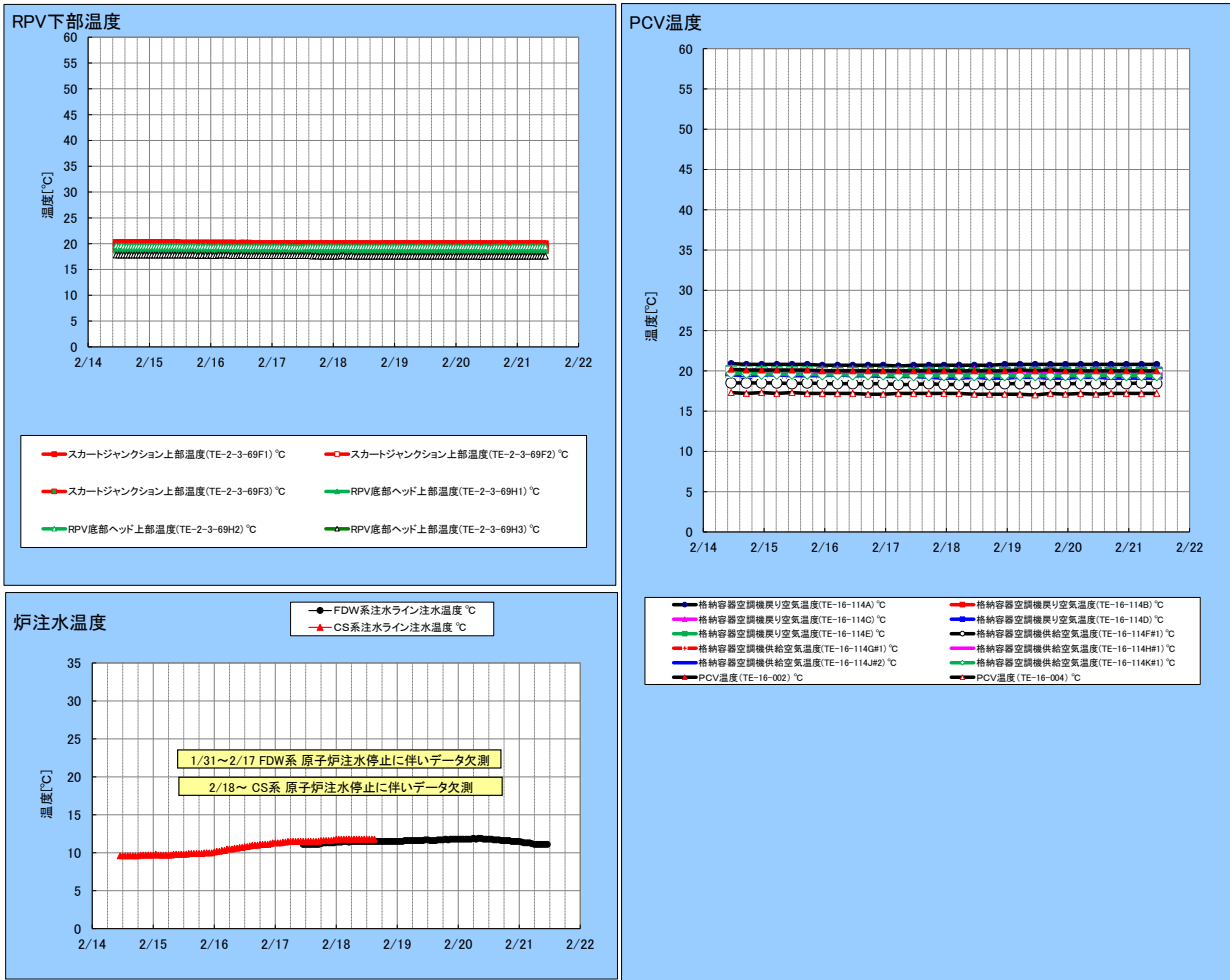 RPV下部温度
60
55
50
45
40
35
30
25
20
15
10
5
0
温度[℃]
2/14 2/15 2/16 2/17 2/18 2/19 2/20 2/21 2/22
スカートジャンクション上部温度(TE-2-3-69F1) ℃ スカートジャンクション上部温度(TE-2-3-69F2) ℃
スカートジャンクション上部温度(TE-2-3-69F3) ℃ RPV底部ヘッド上部温度(TE-2-3-69H1) ℃
RPV底部ヘッド上部温度(TE-2-3-69H2) ℃ RPV底部ヘッド上部温度(TE-2-3-69H3) ℃
炉注水温度
FDW系注水ライン注水温度 ℃
CS系注水ライン注水温度 ℃
35
30
25
20
15
10
5
0
温度[℃]
1/31～2/17 FDW系 原子炉注水停止に伴いデータ欠測
2/18～ CS系 原子炉注水停止に伴いデータ欠測
2/14 2/15 2/16 2/17 2/18 2/19 2/20 2/21 2/22
PCV温度
60
55
50
45
40
35
30
25
20
15
10
5
0
温度[℃]
2/14 2/15 2/16 2/17 2/18 2/19 2/20 2/21 2/22
格納容器空調機戻り空気温度(TE-16-114A) ℃ 格納容器空調機戻り空気温度(TE-16-114B) ℃
格納容器空調機戻り空気温度(TE-16-114C) ℃ 格納容器空調機戻り空気温度(TE-16-114D) ℃
格納容器空調機戻り空気温度(TE-16-114E) ℃ 格納容器空調機供給空気温度(TE-16-114F#1) ℃
格納容器空調機供給空気温度(TE-16-114G#1) ℃ 格納容器空調機供給空気温度(TE-16-114H#1) ℃
格納容器空調機供給空気温度(TE-16-114J#2) ℃ 格納容器空調機供給空気温度(TE-16-114K#1) ℃
PCV温度(TE-16-002) ℃ PCV温度(TE-16-004) ℃